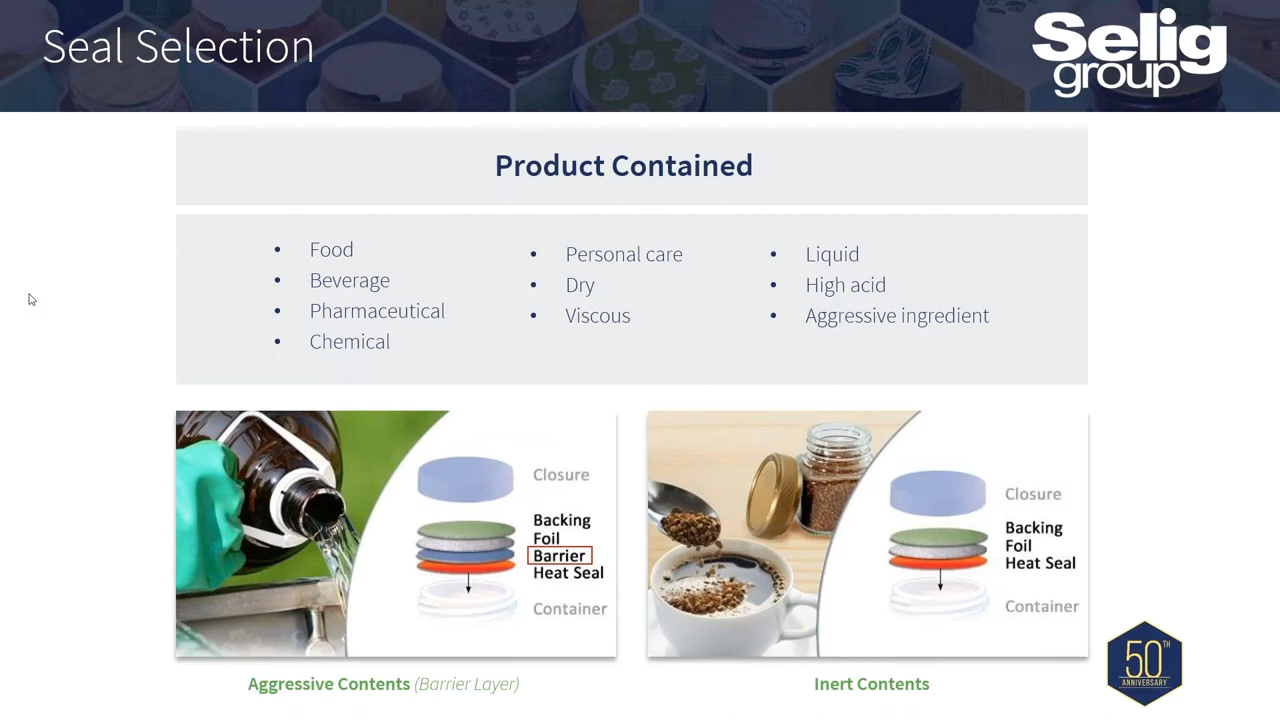 Seal Selection
Selig
group
Product Contained
• Food
• Beverage
• Pharmaceutical
• Chemical
• Personal care
• Dry
• Viscous
• Liquid
• High acid
• Aggressive ingredient
Closure
Backing
Foil
Barrier
Heat Seal
Container
Closure
Backing
Foil
Heat Seal
Container
Aggressive Contents (Barrier Layer)
Inert Contents
50TH
ANNIVERSARY